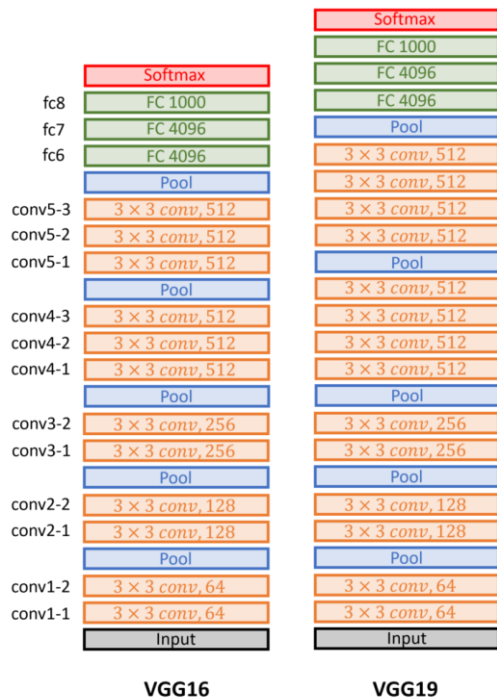 Softmax
fc8 FC 1000
fc7 FC 4096
fc6 FC 4096
Pool
conv5-3 3 × 3 conv, 512
conv5-2 3 × 3 conv, 512
conv5-1 3 × 3 conv, 512
Pool
conv4-3 3 × 3 conv, 512
conv4-2 3 × 3 conv, 512
conv4-1 3 × 3 conv, 512
Pool
conv3-2 3 × 3 conv, 256
conv3-1 3 × 3 conv, 256
Pool
conv2-2 3 × 3 conv, 128
conv2-1 3 × 3 conv, 128
Pool
conv1-2 3 × 3 conv, 64
conv1-1 3 × 3 conv, 64
Input
VGG16
Softmax
FC 1000
FC 4096
FC 4096
Pool
3 × 3 conv, 512
3 × 3 conv, 512
3 × 3 conv, 512
3 × 3 conv, 512
Pool
3 × 3 conv, 512
3 × 3 conv, 512
3 × 3 conv, 512
3 × 3 conv, 512
Pool
3 × 3 conv, 256
3 × 3 conv, 256
Pool
3 × 3 conv, 128
3 × 3 conv, 128
Pool
3 × 3 conv, 64
3 × 3 conv, 64
Input
VGG19